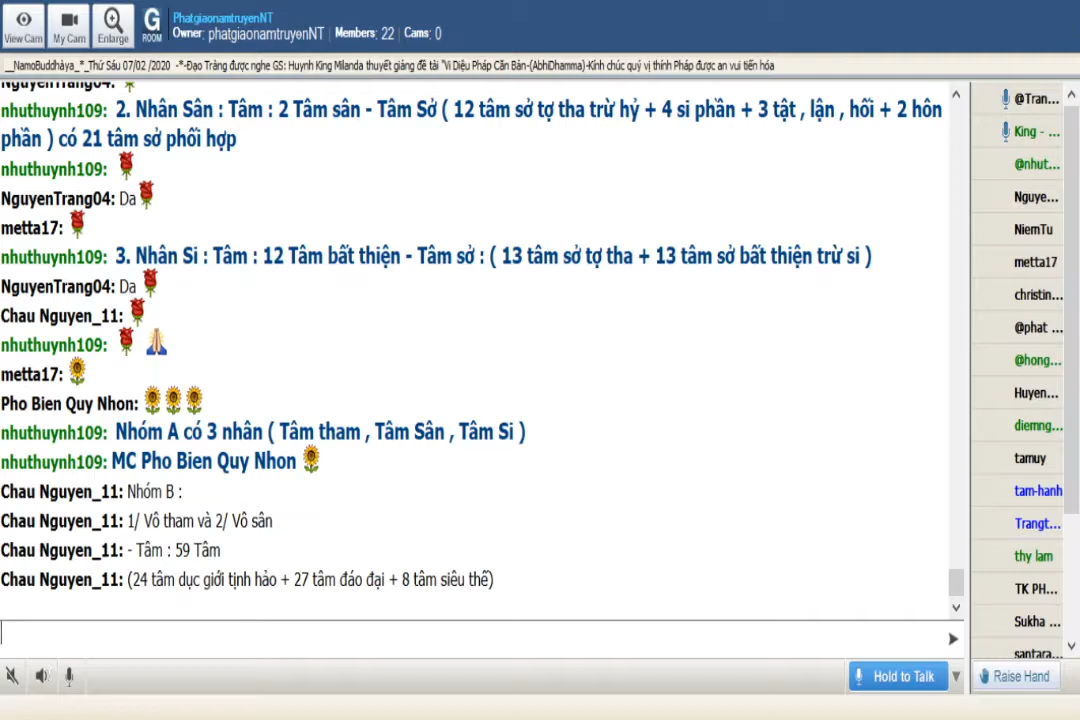 View Cam
My Cam
Enlarge
G
ROOM
PhatgiaonamtruyenNT
Owner: phatgiaonamtruyenNT | Members: 22 | Cams: 0
__NamoBuddhàya_*_Thứ Sáu 07/02 /2020 -*-Đạo Tràng được nghe GS: Huynh King Milanda thuyết giảng đề tài "Vi Diệu Pháp Căn Bản-(AbhiDhamma)-Kính chúc quý vị thính Pháp được an vui tiến hóa
NguyenTrang04:
nhuthuynh109: 2. Nhân Sân : Tâm : 2 Tâm sân - Tâm Sở ( 12 tâm sở tợ tha trừ hỷ + 4 si phần + 3 tật , lận , hối + 2 hôn
phần ) có 21 tâm sở phối hợp
nhuthuynh109:
NguyenTrang04: Da
metta17:
nhuthuynh109: 3. Nhân Si : Tâm : 12 Tâm bất thiện - Tâm sở : ( 13 tâm sở tợ tha + 13 tâm sở bất thiện trừ si )
NguyenTrang04: Da
Chau Nguyen_11:
nhuthuynh109:
metta17:
Pho Bien Quy Nhon:
nhuthuynh109: Nhóm A có 3 nhân ( Tâm tham , Tâm Sân , Tâm Si )
nhuthuynh109: MC Pho Bien Quy Nhon
Chau Nguyen_11: Nhóm B :
Chau Nguyen_11: 1/ Vô tham và 2/ Vô sân
Chau Nguyen_11: - Tâm : 59 Tâm
Chau Nguyen_11: (24 tâm dục giới tịnh hảo + 27 tâm đáo đại + 8 tâm siêu thế)
@Tran...
King - ...
@nhut...
Nguye...
NiemTu
metta17
christin...
@phat ...
@hong...
Huyen...
diemng...
tamuy
tam-hanh
Trangt...
thy lam
TK PH...
Sukha ...
santara...
Hold to Talk
Raise Hand